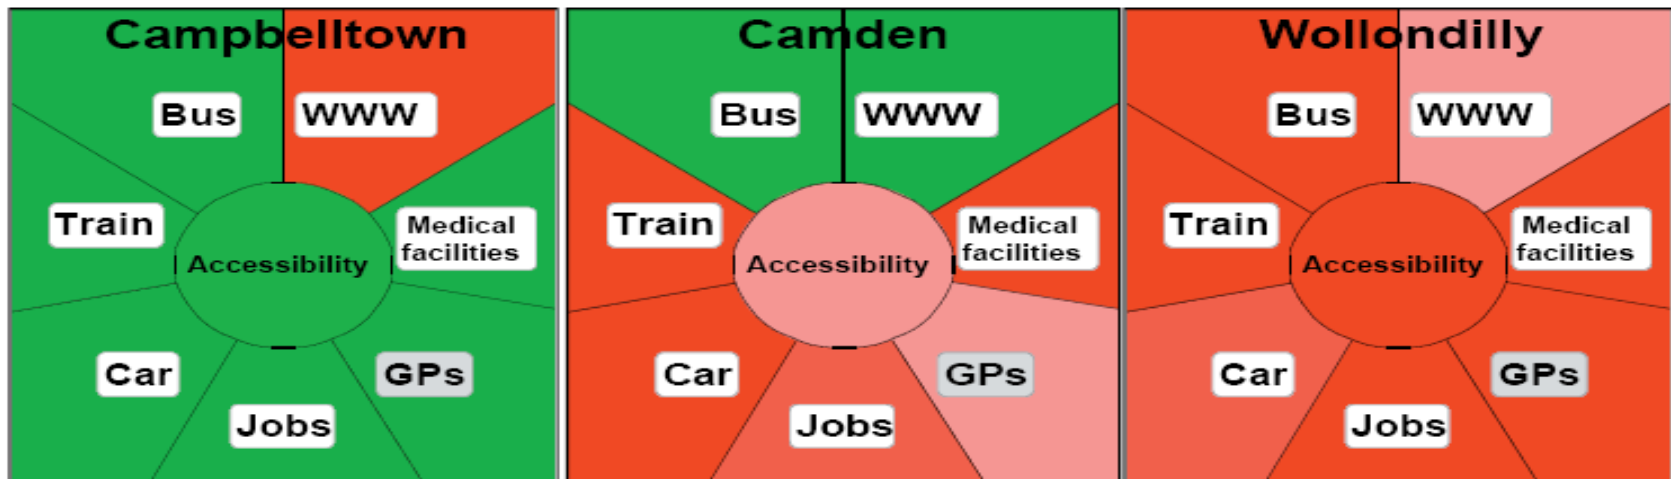 Campbelltown
Bus
WWW
Train
Medical
facilities
Accessibility
Car
GPs
Jobs
Camden
Bus
WWW
Train
Medical
facilities
Accessibility
Car
GPs
Jobs
Wollondilly
Bus
WWW
Train
Medical
facilities
Accessibility
Car
GPs
Jobs